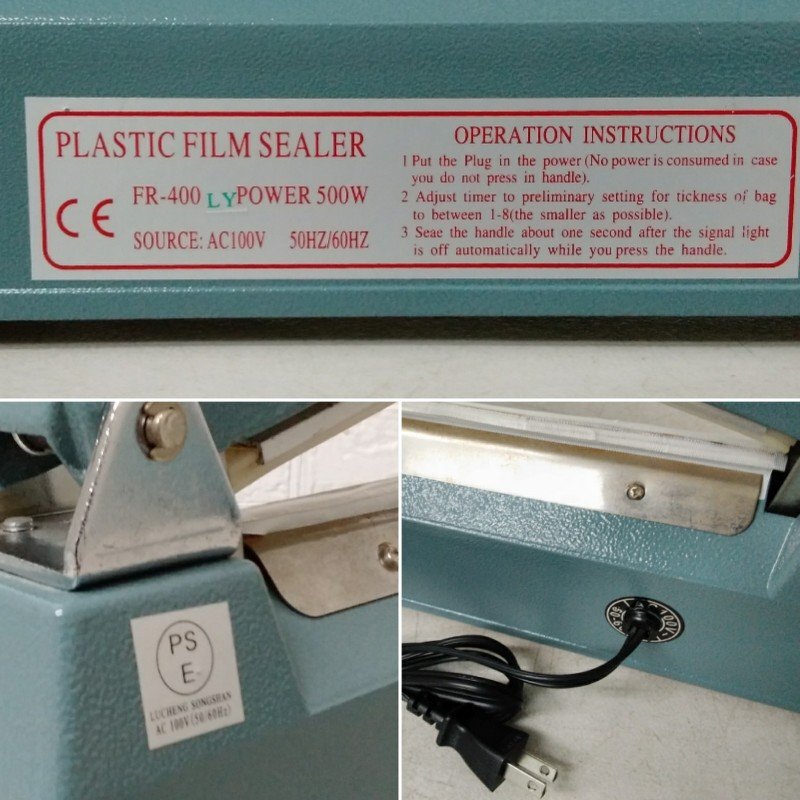 PLASTIC FILM SEALER
CE
FR-400 LY POWER 500W
SOURCE: AC100V 50HZ/60HZ
OPERATION INSTRUCTIONS
1 Put the Plug in the power (No power is consumed in case
you do not press in handle).
2 Adjust timer to preliminary setting for tickness of bag
to between 1-8(the smaller as possible).
3 Seae the handle about one second after the signal light
is off automatically while you press the handle.
PS
E
LUCHENG SONGSHAN
AC 100V(50/60Hz)